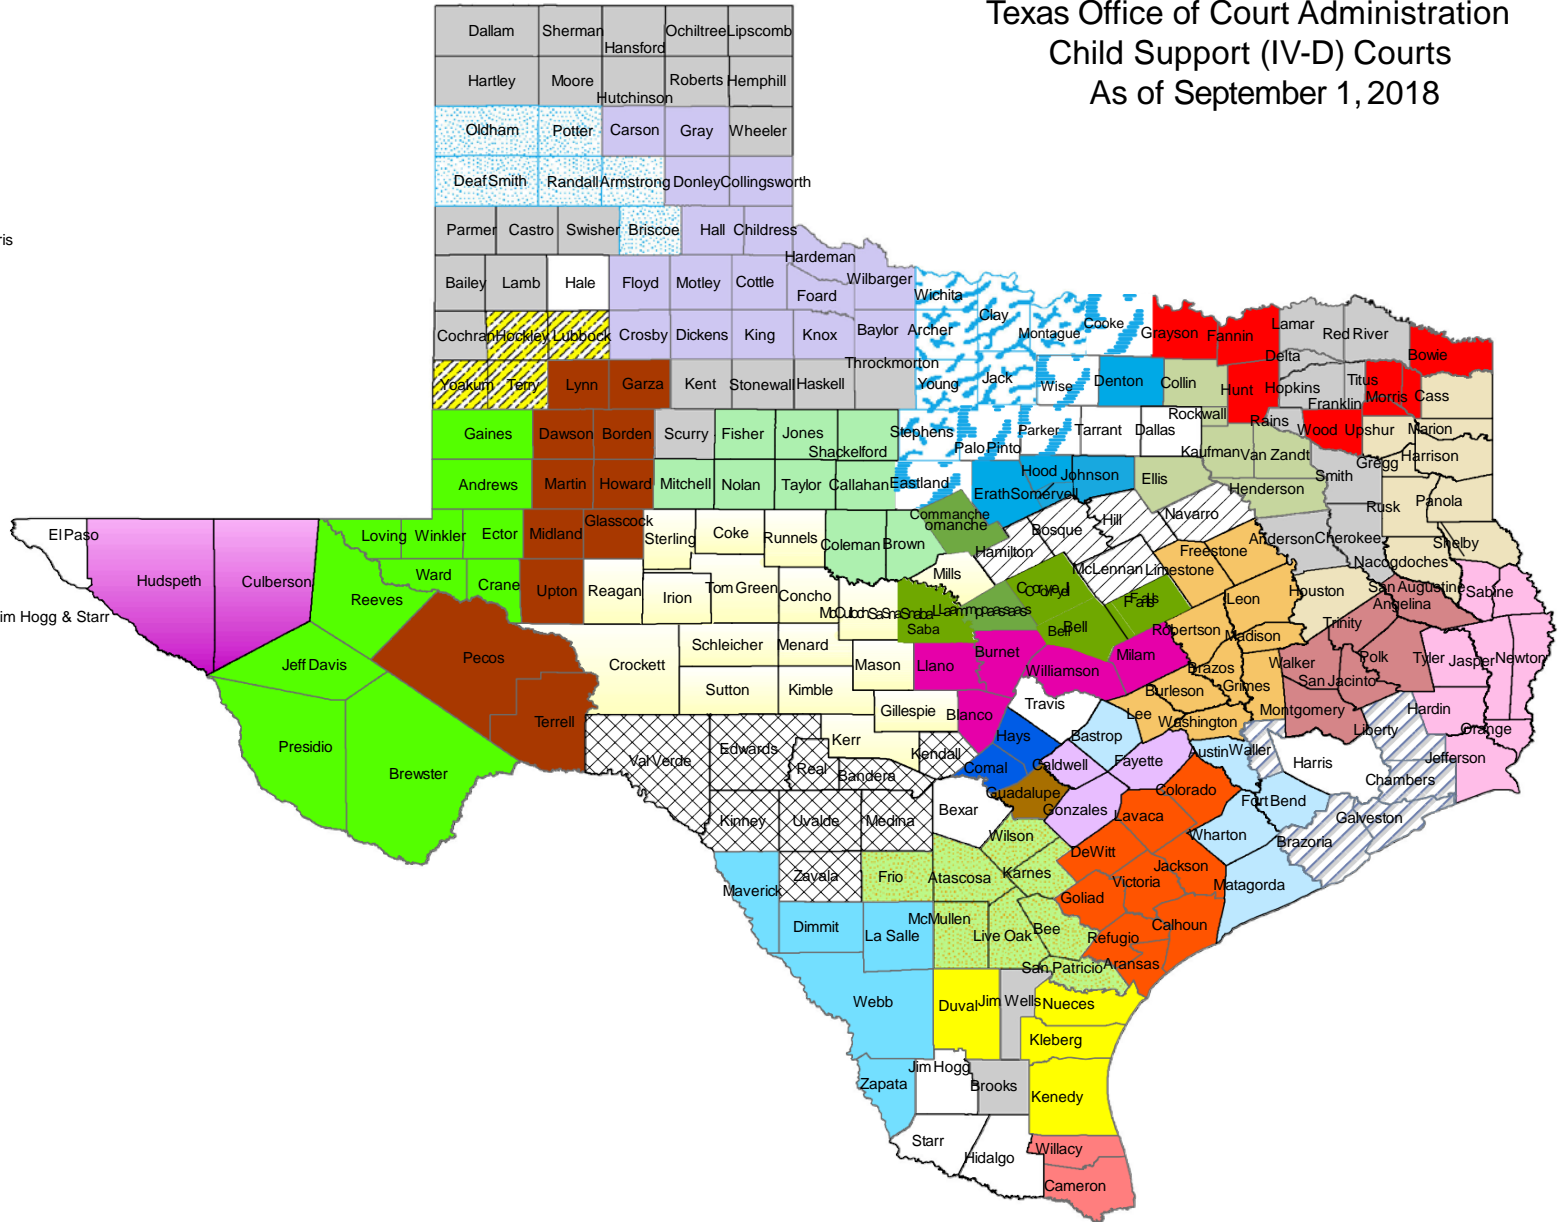 Texas Office of Court Administration
Child Support (IV-D) Courts
As of September 1, 2018
Dallam Sherman Hansford Ochiltree Lipscomb
Hartley Moore Hutchinson Roberts Hemphill
Oldham Potter Carson Gray Wheeler
Deaf Smith Randall Armstrong Donley Collingsworth
Parmer Castro Swisher Briscoe Hall Childress
ris
Hardeman
Bailey Lamb Hale Floyd Motley Cottle Foard Wilbarger Wichita
Clay Montague Cooke Grayson Fannin Lamar Red River Bowie
Cochran Hockley Lubbock Crosby Dickens King Knox Baylor Archer
Delta
Throckmorton
Yoakum Terry Lynn Garza Kent Stonewall Haskell Young Jack Wise Denton Collin Hunt Hopkins Titus Morris Cass
Franklin
Rockwall Rains
Gaines Dawson Borden Scurry Fisher Jones Shackelford Stephens Palo Pinto Parker Tarrant Dallas Wood Upshur Marion
Kaufman Van Zandt Gregg Harrison
Andrews Martin Howard Mitchell Nolan Taylor Callahan Eastland Hood Johnson Ellis Henderson Smith
Erath Somervell Rusk Panola
Commanche
omanche
El Paso Loving Winkler Ector Midland Glasscock Sterling Coke Runnels Coleman Brown Hamilton Bosque Hill Navarro Anderson Cherokee Shelby
Freestone Nacogdoches
Hudspeth Culberson Reeves Ward Crane Upton Reagan Irion Tom Green Concho Mills McLennan Limestone
Coryell Falls Leon Houston San Augustine Sabine
Angelina
im Hogg & Starr
Saba Bell Bell Robertson Madison Trinity
Jeff Davis Pecos Crockett Schleicher Menard Mason Llano Burnet Williamson Milam Brazos Walker Polk Tyler Jasper Newton
San Jacinto
Sutton Kimble Burleson Grimes
Terrell Gillespie Blanco Travis Lee Washington Montgomery Hardin
Liberty Orange
Presidio Brewster Val Verde Edwards Kerr Kendall Hays Bastrop Fayette Austin Waller Harris Jefferson
Real Bandera Comal Caldwell Chambers
Guadalupe Colorado Fort Bend
Kinney Uvalde Medina Bexar Gonzales Lavaca Galveston
Wilson Wharton Brazoria
DeWitt
Maverick Zavala Frio Atascosa Karnes Jackson
Victoria Matagorda
Goliad
Dimmit La Salle McMullen Live Oak Bee Refugio Calhoun
San Patricio Aransas
Webb Duval Jim Wells Nueces
Kleberg
Zapata Jim Hogg Brooks Kenedy
Starr Hidalgo Willacy
Cameron